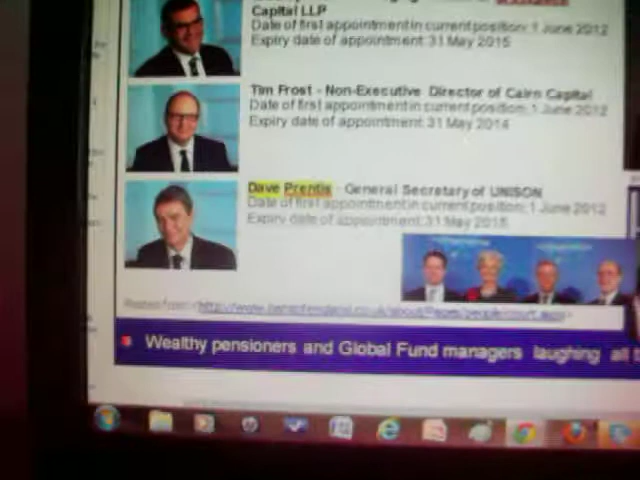 Capital LLP
Date of first appointment in current position: 1 June 2012
Expiry date of appointment: 31 May 2015
Tim Frost - Non-Executive Director of Cairn Capital
Date of first appointment in current position: 1 June 2012
Expiry date of appointment: 31 May 2014
Dave Prentis - General Secretary of UNISON
Date of first appointment in current position: 1 June 2012
Expiry date of appointment: 31 May
Wealthy pensioners and Global Fund managers laughing all